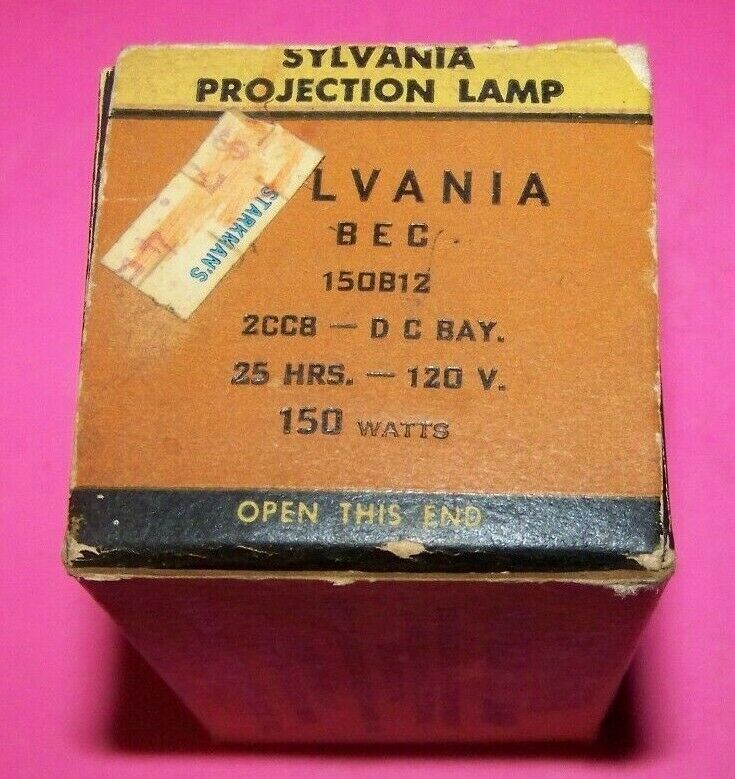 SYLVANIA
PROJECTION LAMP
LVANIA
BEC
150B12
2CC8 — D C BAY.
25 HRS. — 120 V.
150 WATTS
OPEN THIS END
STARKMAN'S